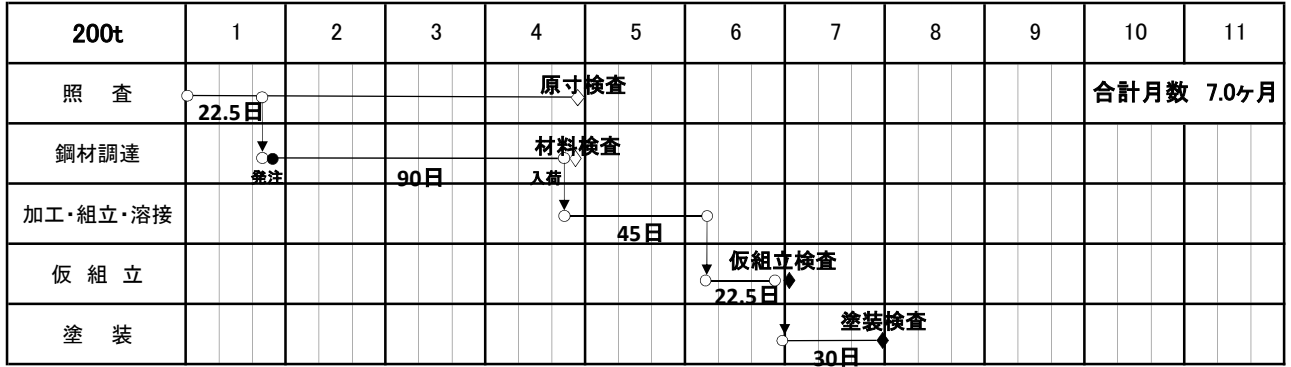 200t 1 2 3 4 5 6 7 8 9 10 11
照 査 原寸検査 合計月数 7.0ヶ月
22.5日
鋼材調達 材料検査
発注 90日 入荷
加工・組立・溶接
45日
仮 組 立 仮組立検査
22.5日
塗 装 塗装検査
30日